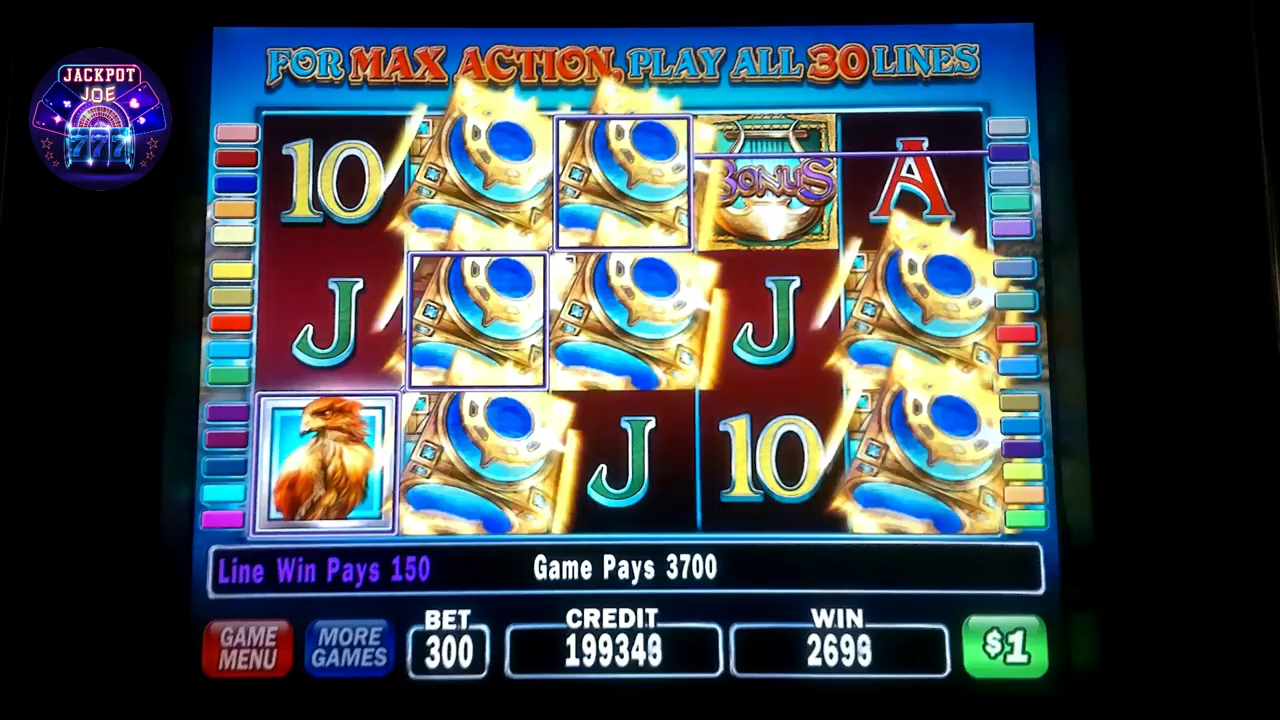 JACKPOT
JOE
777
FOR MAX ACTION, PLAY ALL 30 LINES
10
BONUS
A
J
J
J
10
Line Win Pays 150
Game Pays 3700
GAME
MENU
MORE
GAMES
BET
300
CREDIT
199348
WIN
2698
$1